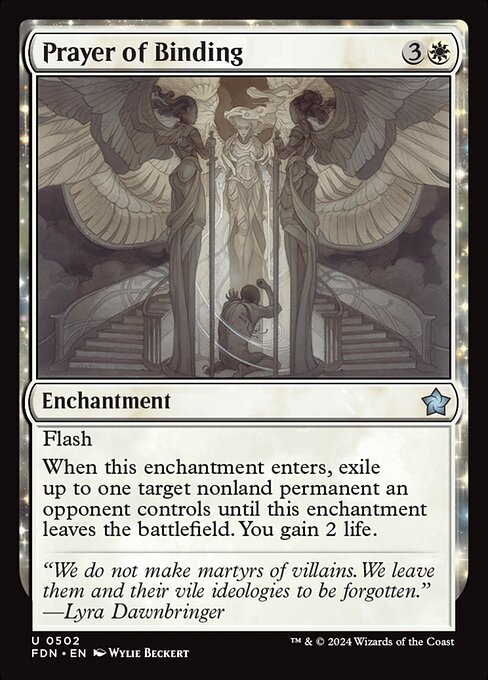 Prayer of Binding 3
Enchantment
Flash
When this enchantment enters, exile
up to one target nonland permanent an
opponent controls until this enchantment
leaves the battlefield. You gain 2 life.
“We do not make martyrs of villains. We leave
them and their vile ideologies to be forgotten.”
—Lyra Dawnbringer
U 0502
FDN • EN Wylie Beckert
™ & © 2024 Wizards of the Coast